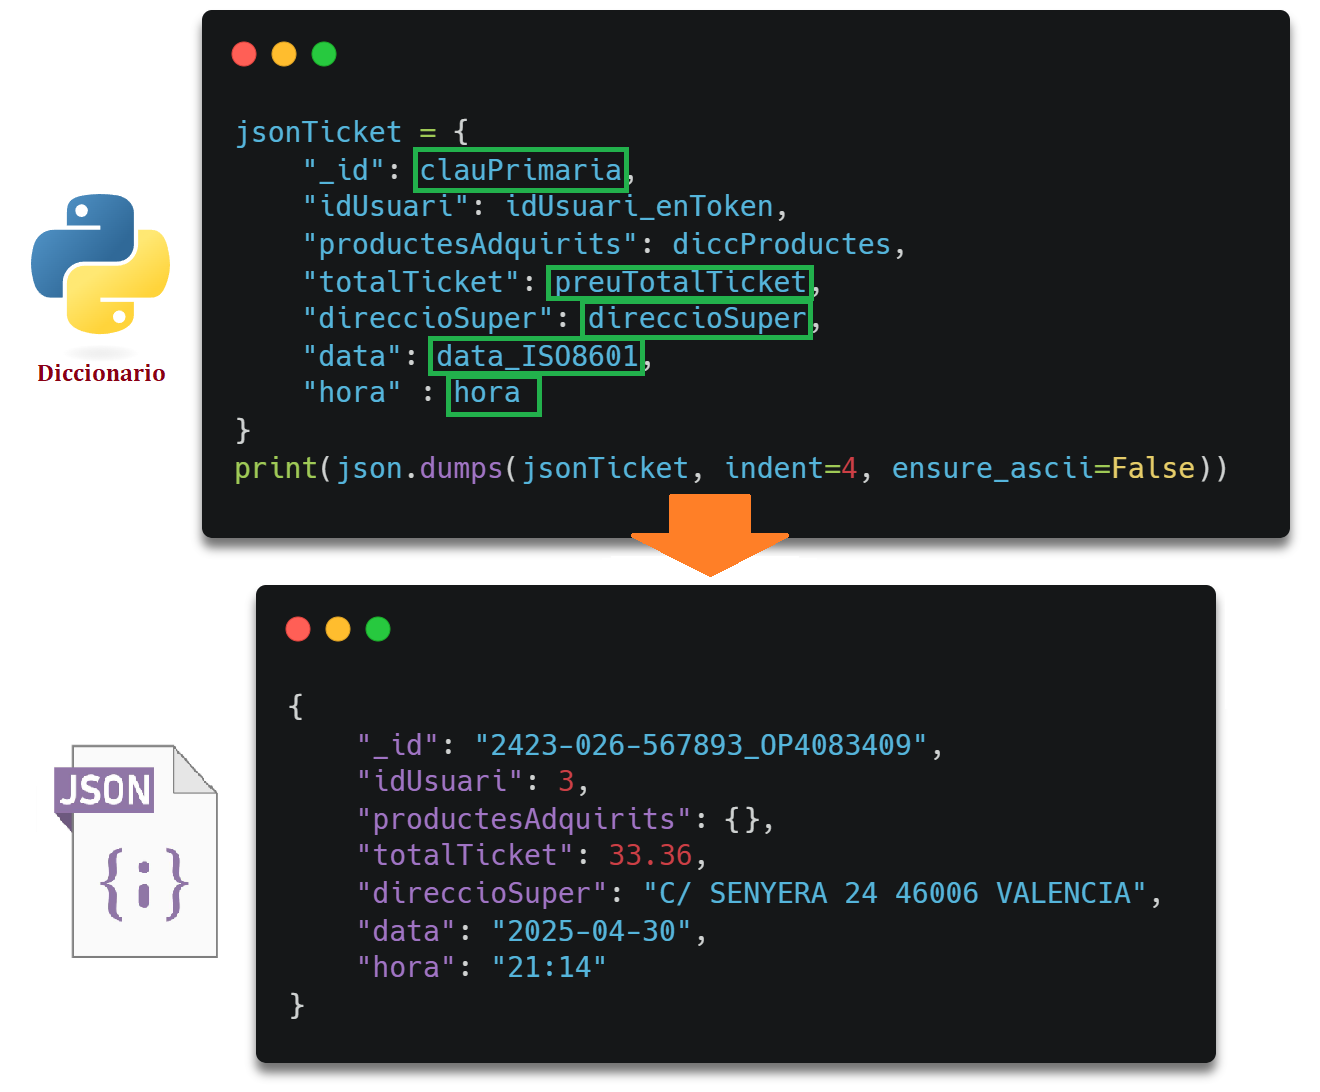 jsonTicket = {
    "_id": clauPrimaria,
    "idUsuari": idUsuari_enToken,
    "productesAdquirits": diccProductes,
    "totalTicket": preuTotalTicket,
    "direccioSuper": direccioSuper,
    "data": data_ISO8601,
    "hora" : hora
}
print(json.dumps(jsonTicket, indent=4, ensure_ascii=False))
Diccionario
{
    "_id": "2423-026-567893_OP4083409",
    "idUsuari": 3,
    "productesAdquirits": {},
    "totalTicket": 33.36,
    "direccioSuper": "C/ SENYERA 24 46006 VALENCIA",
    "data": "2025-04-30",
    "hora": "21:14"
}
JSON
{;}